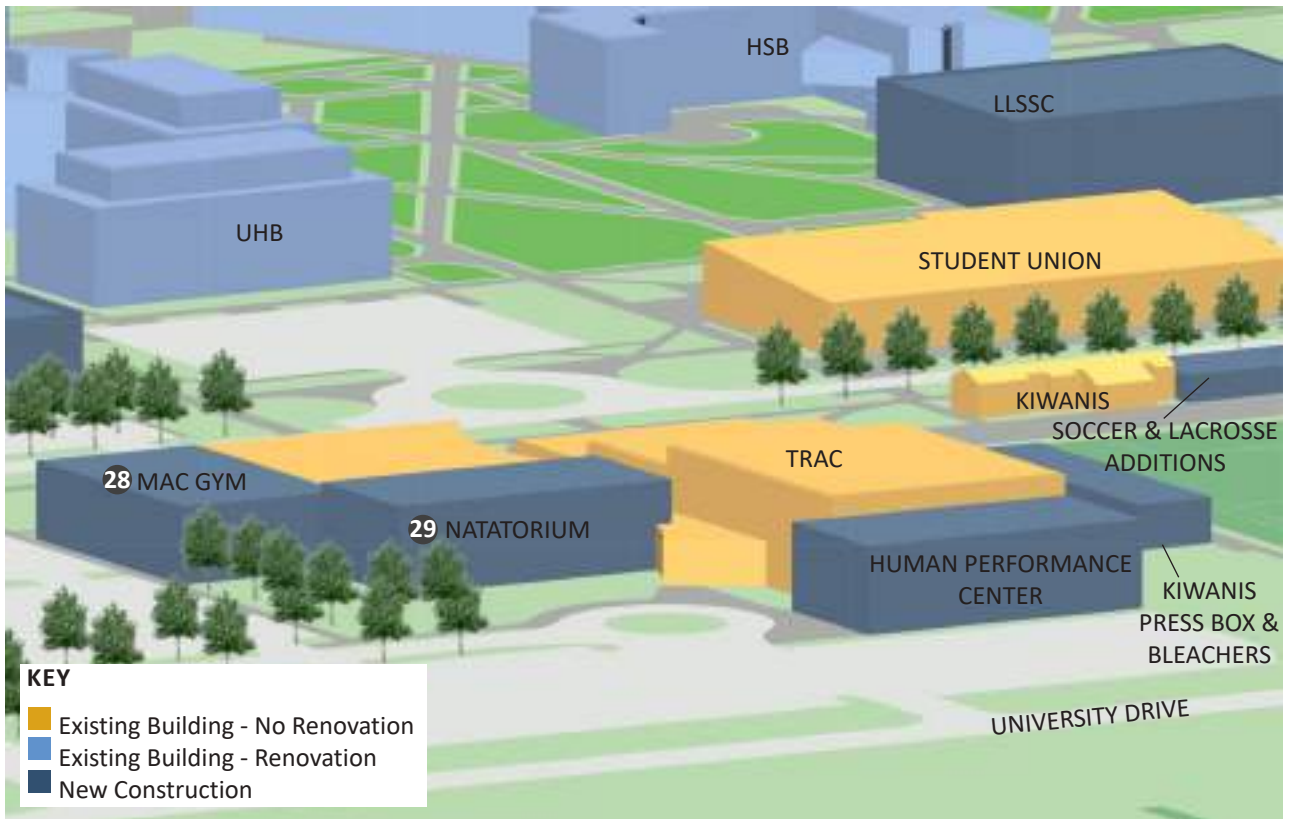 HSB
LLSSC
UHB
STUDENT UNION
KIWANIS
SOCCER & LACROSSE
ADDITIONS
TRAC
28 MAC GYM
29 NATATORIUM
HUMAN PERFORMANCE
CENTER
KIWANIS
PRESS BOX &
BLEACHERS
UNIVERSITY DRIVE
KEY
Existing Building - No Renovation
Existing Building - Renovation
New Construction